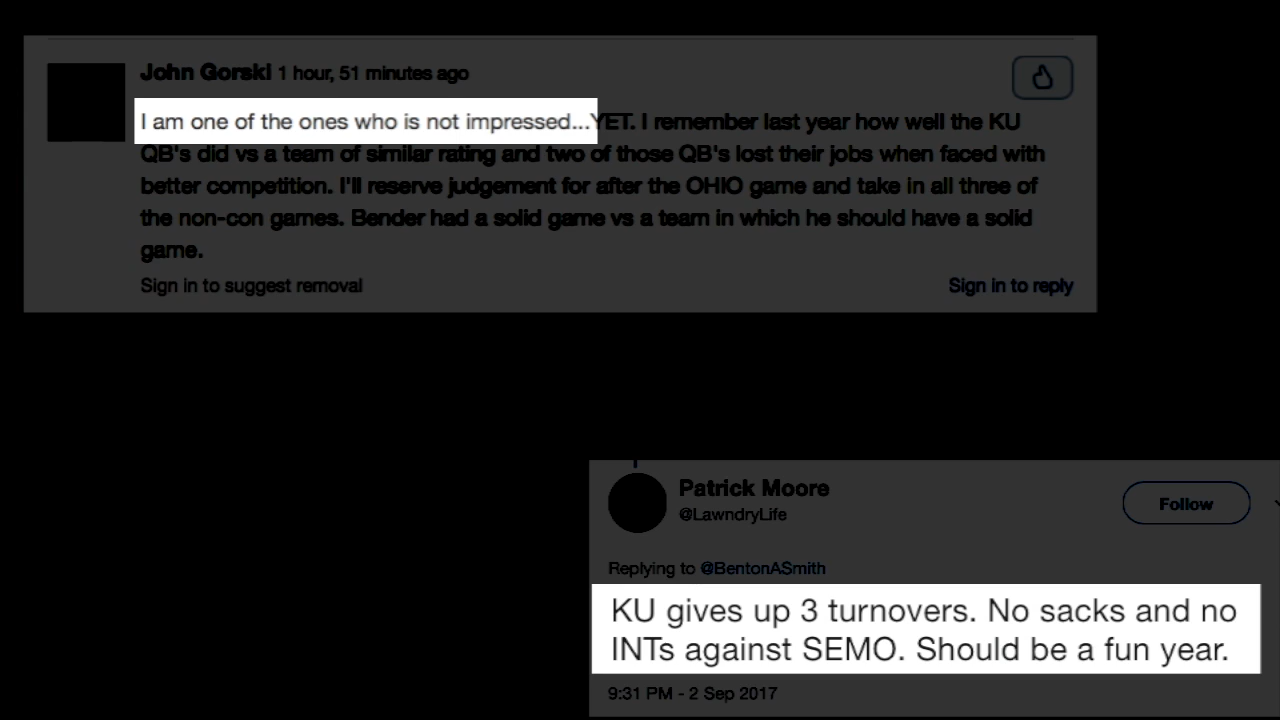 John Gorski 1 hour, 51 minutes ago
I am one of the ones who is not impressed...YET. I remember last year how well the KU
QB's did vs a team of similar rating and two of those QB's lost their jobs when faced with
better competition. I'll reserve judgement for after the OHIO game and take in all three of
the non-con games. Bender had a solid game vs a team in which he should have a solid
game.
Sign in to suggest removal
Sign in to reply
Patrick Moore
@LawndryLife
Follow
Replying to @BentonASmith
KU gives up 3 turnovers. No sacks and no
INTs against SEMO. Should be a fun year.
9:31 PM - 2 Sep 2017